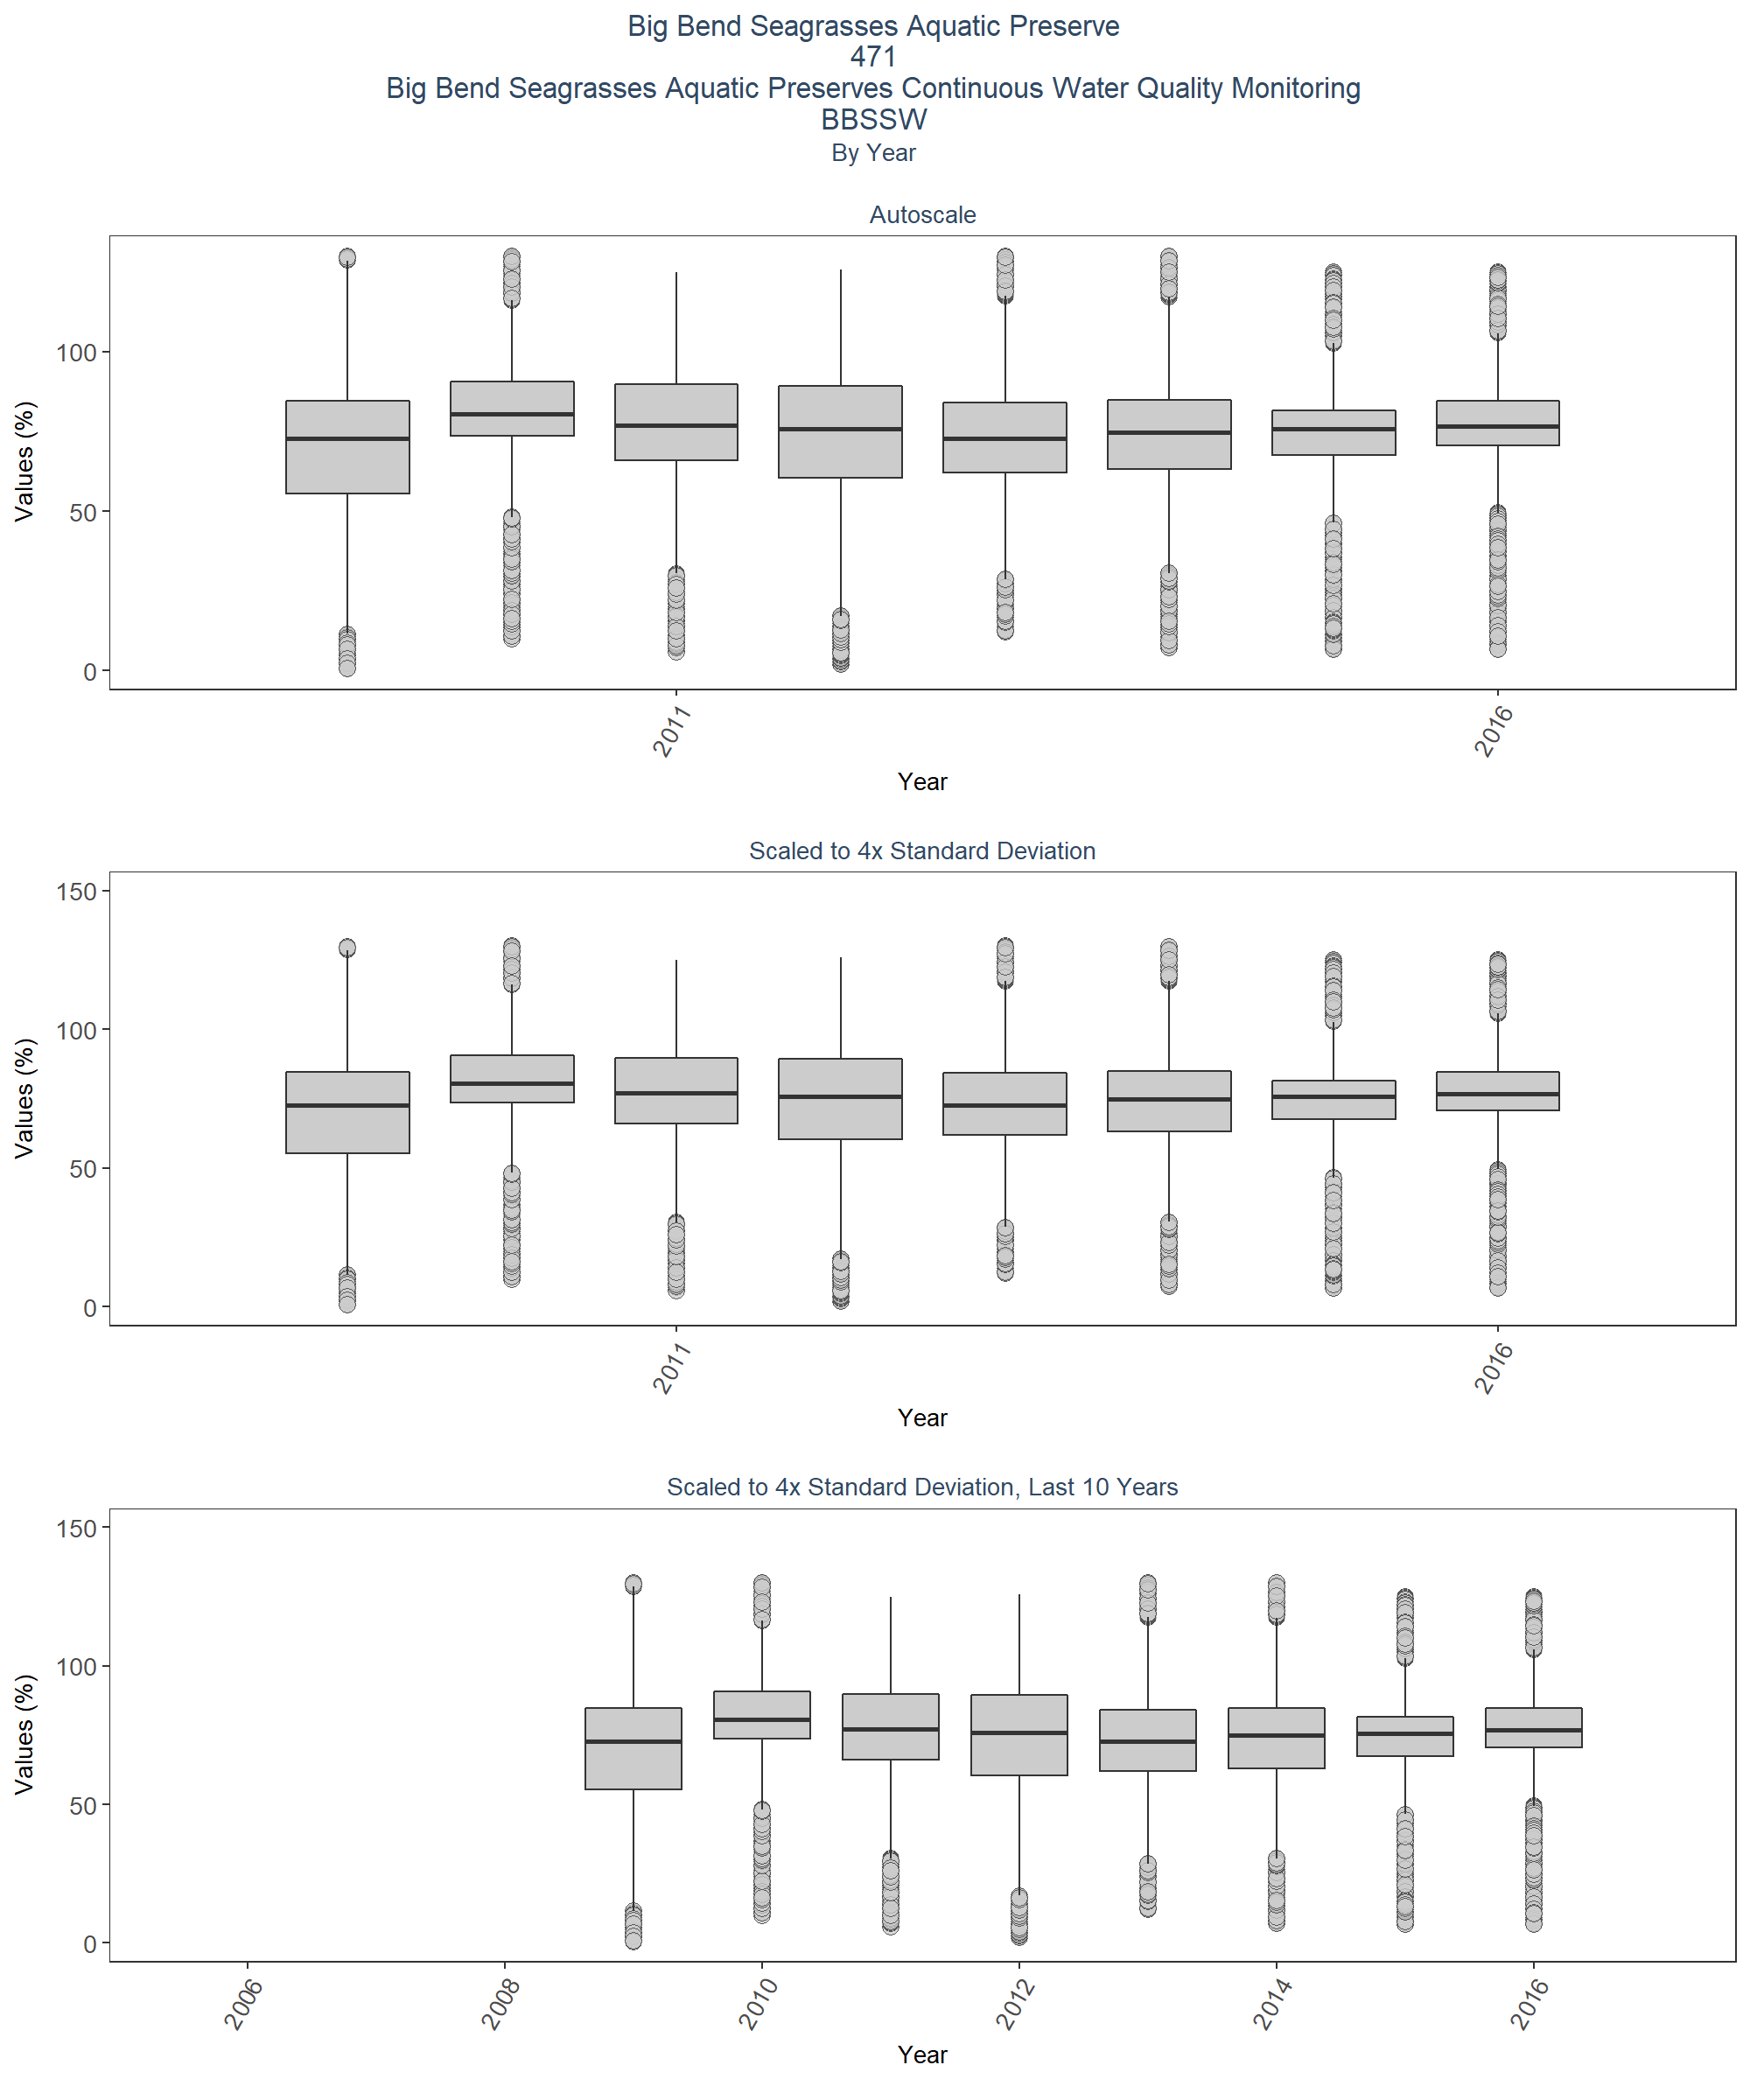 Big Bend Seagrasses Aquatic Preserve
471
Big Bend Seagrasses Aquatic Preserves Continuous Water Quality Monitoring
BBSSW
By Year
Autoscale
Values (%)
100
50
0
2011
2016
Year
Scaled to 4x Standard Deviation
Values (%)
150
100
50
0
2011
2016
Year
Scaled to 4x Standard Deviation, Last 10 Years
Values (%)
150
100
50
0
2006
2008
2010
2012
2014
2016
Year